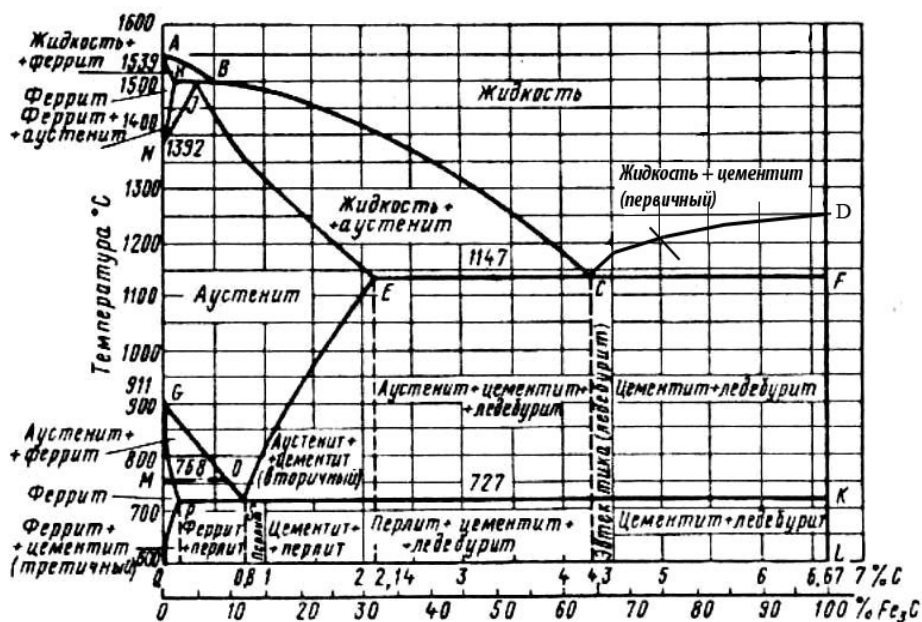 1600
A
Жидкость+
+феррит
1539
1500
H
B
J
Феррит
Феррит+
+аустенит
1400
M
1392
Жидкость
1300
Жидкость + цементит
(первичный)
D
Температура °С
Жидкость+
+аустенит
1200
1147
1100
E
C
F
Аустенит
1000
911
900
G
Аустенит+цементит+
+ледебурит
Цементит+ледебурит
Эвтектика (ледебурит)
Аустенит+
+феррит
800
Аустенит+
+цементит
(вторичный)
M
768
O
Феррит
727
K
700
P
S
Феррит+
+цементит
(третичный)
Феррит+
+перлит
Перлит
Цементит+
+перлит
Перлит+цементит+
+ледебурит
Цементит+ледебурит
600
L
Q
0
0,8
1
2
2,14
3
4
4,3
5
6
6,67
7 % C
0
10
20
30
40
50
60
70
80
90
100
% Fe₃C